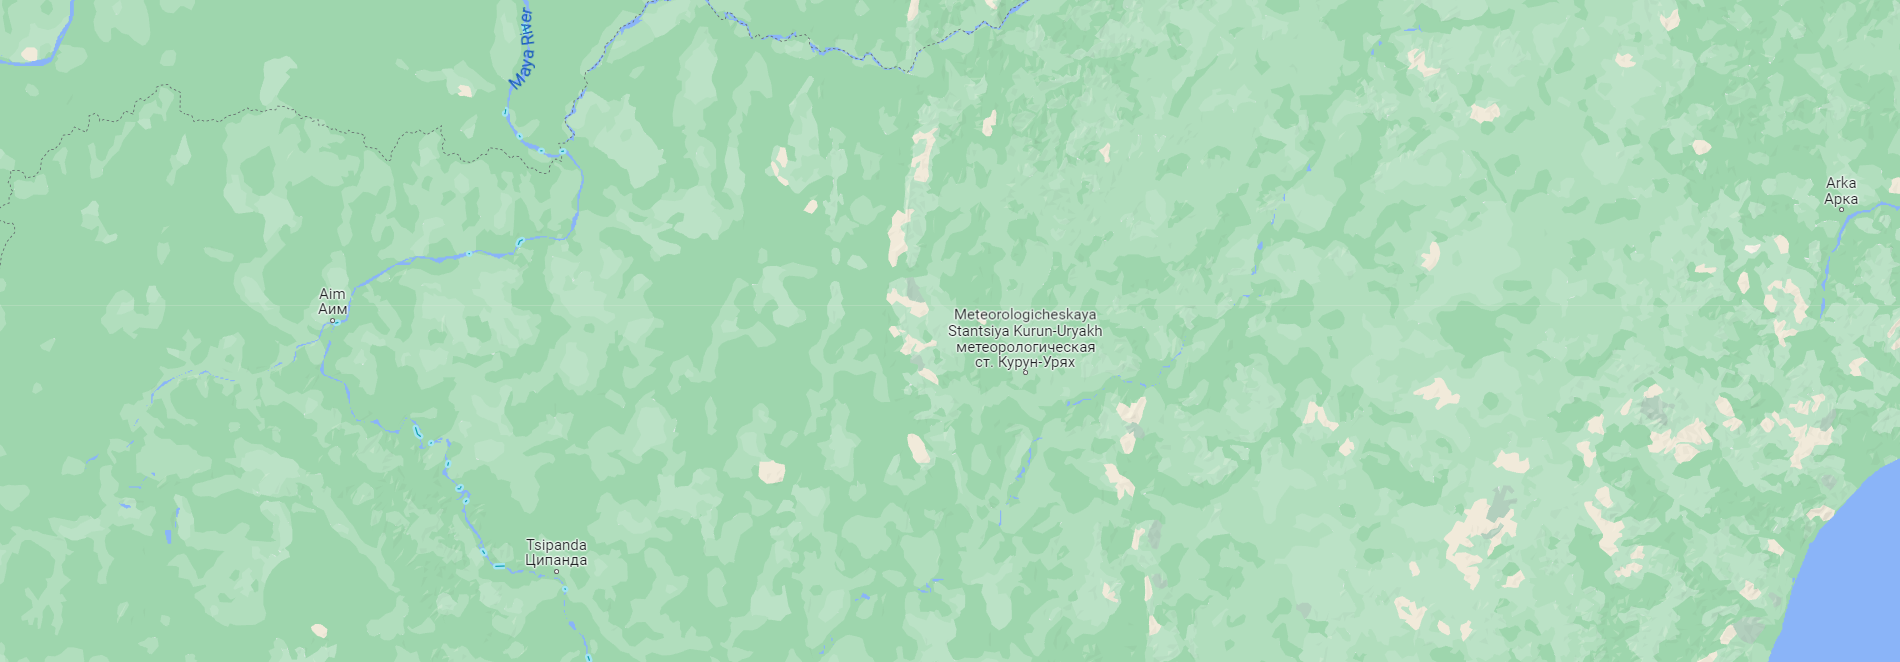 Maya River
Arka
Арка
Aim
Аим
Meteorologicheskaya
Stantsiya Kurun-Uryakh
метеорологическая
ст. Курун-Урях
Tsipanda
Ципанда